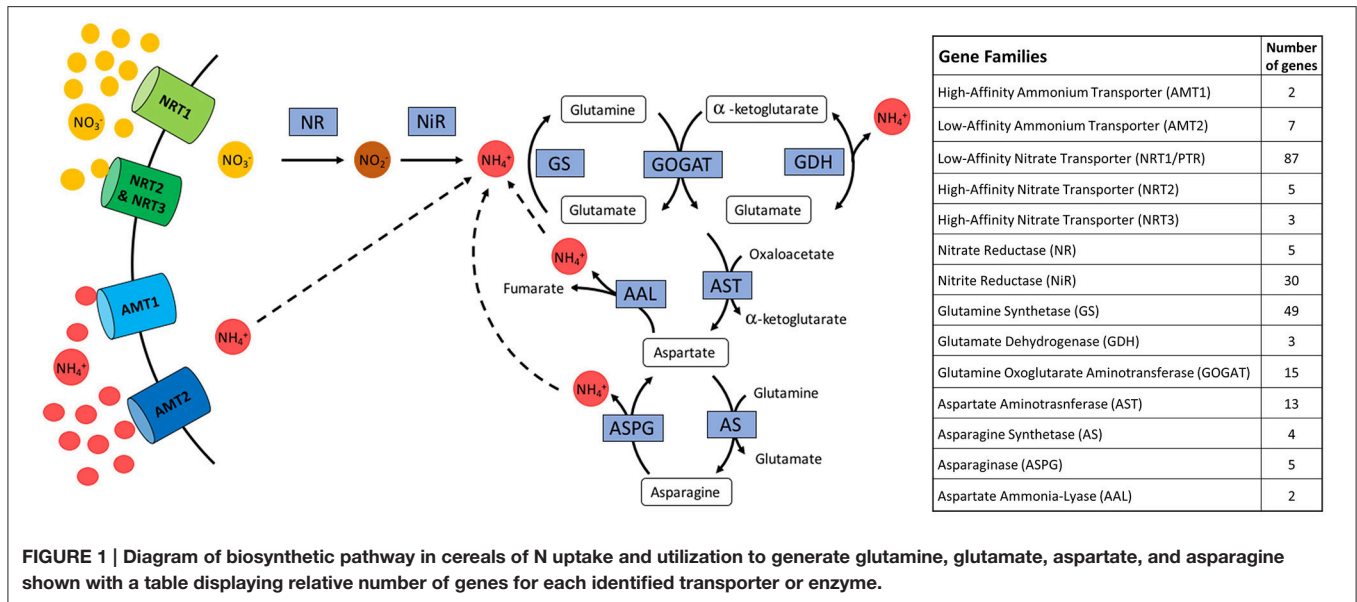 NO₃⁻
NRT1
NRT2
& NRT3
NO₃⁻
NR
NO₂⁻
NiR
NH₄⁺
GS
Glutamine
Glutamate
GOGAT
α -ketoglutarate
Glutamate
GDH
NH₄⁺
AMT1
NH₄⁺
AMT2
NH₄⁺
NH₄⁺
Fumarate
AAL
AST
Oxaloacetate
α-ketoglutarate
Aspartate
NH₄⁺
ASPG
AS
Glutamine
Glutamate
Asparagine
Gene Families Number of genes
High-Affinity Ammonium Transporter (AMT1) 2
Low-Affinity Ammonium Transporter (AMT2) 7
Low-Affinity Nitrate Transporter (NRT1/PTR) 87
High-Affinity Nitrate Transporter (NRT2) 5
High-Affinity Nitrate Transporter (NRT3) 3
Nitrate Reductase (NR) 5
Nitrite Reductase (NiR) 30
Glutamine Synthetase (GS) 49
Glutamate Dehydrogenase (GDH) 3
Glutamine Oxoglutarate Aminotransferase (GOGAT) 15
Aspartate Aminotrasnferase (AST) 13
Asparagine Synthetase (AS) 4
Asparaginase (ASPG) 5
Aspartate Ammonia-Lyase (AAL) 2
FIGURE 1 | Diagram of biosynthetic pathway in cereals of N uptake and utilization to generate glutamine, glutamate, aspartate, and asparagine
shown with a table displaying relative number of genes for each identified transporter or enzyme.